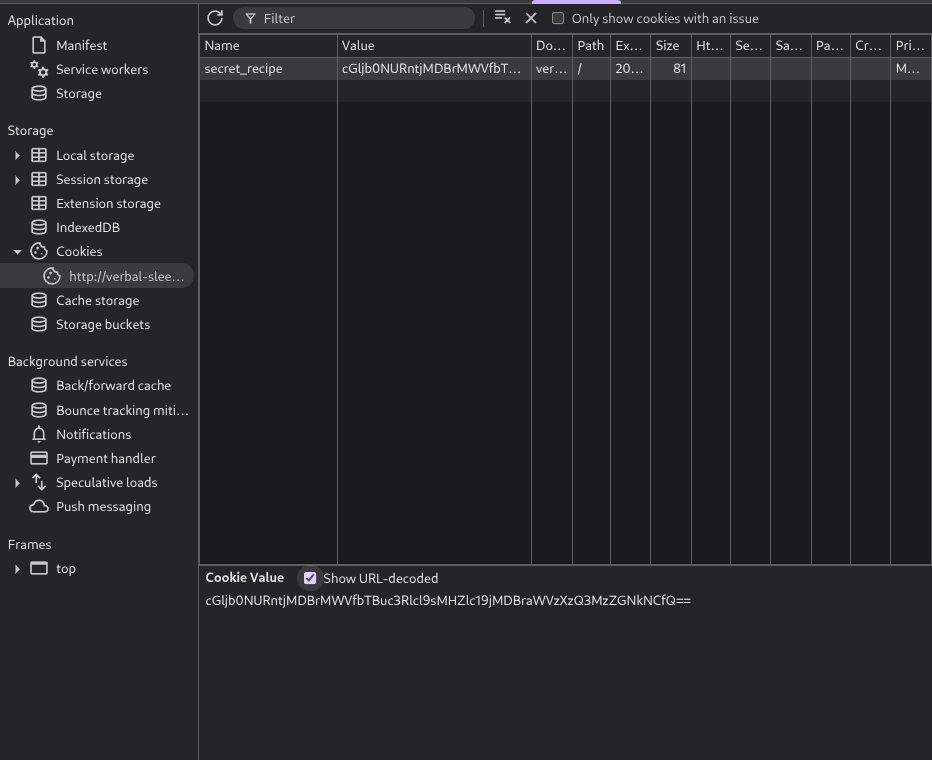 Application
Manifest
Service workers
Storage
Storage
Local storage
Session storage
Extension storage
IndexedDB
Cookies
http://verbal-slee…
Cache storage
Storage buckets
Background services
Back/forward cache
Bounce tracking miti…
Notifications
Payment handler
Speculative loads
Push messaging
Frames
top
Filter Only show cookies with an issue
Name Value Do… Path Ex… Size Ht… Se… Sa… Pa… Cr… Pri…
secret_recipe cGljb0NURntjMDBrMWVfbT… ver… / 20… 81 M…
Cookie Value Show URL-decoded
cGljb0NURntjMDBrMWVfbTBuc3Rlcl9sMHZlc19jMDBraWVzXzQ3MzZGNkNCfQ==